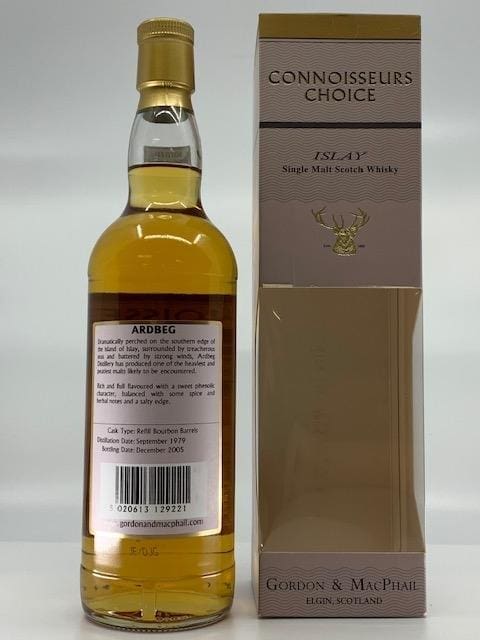 CONNOISSEURS
CHOICE
ISLAY
Single Malt Scotch Whisky
ARDBEG
Dramatically perched on the southern edge of
the island of Islay, surrounded by treacherous
seas and battered by strong winds, Ardbeg
Distillery has produced one of the heaviest and
peatiest malts likely to be encountered.
Rich and full flavoured with a sweet phenolic
character, balanced with some spice and
herbal notes and a salty edge.
Cask Type: Refill Bourbon Barrels
Distillation Date: September 1979
Bottling Date: December 2005
5 020613 129221
www.gordonandmacphail.com
JE/DJG
GORDON & MACPHAIL
ELGIN, SCOTLAND